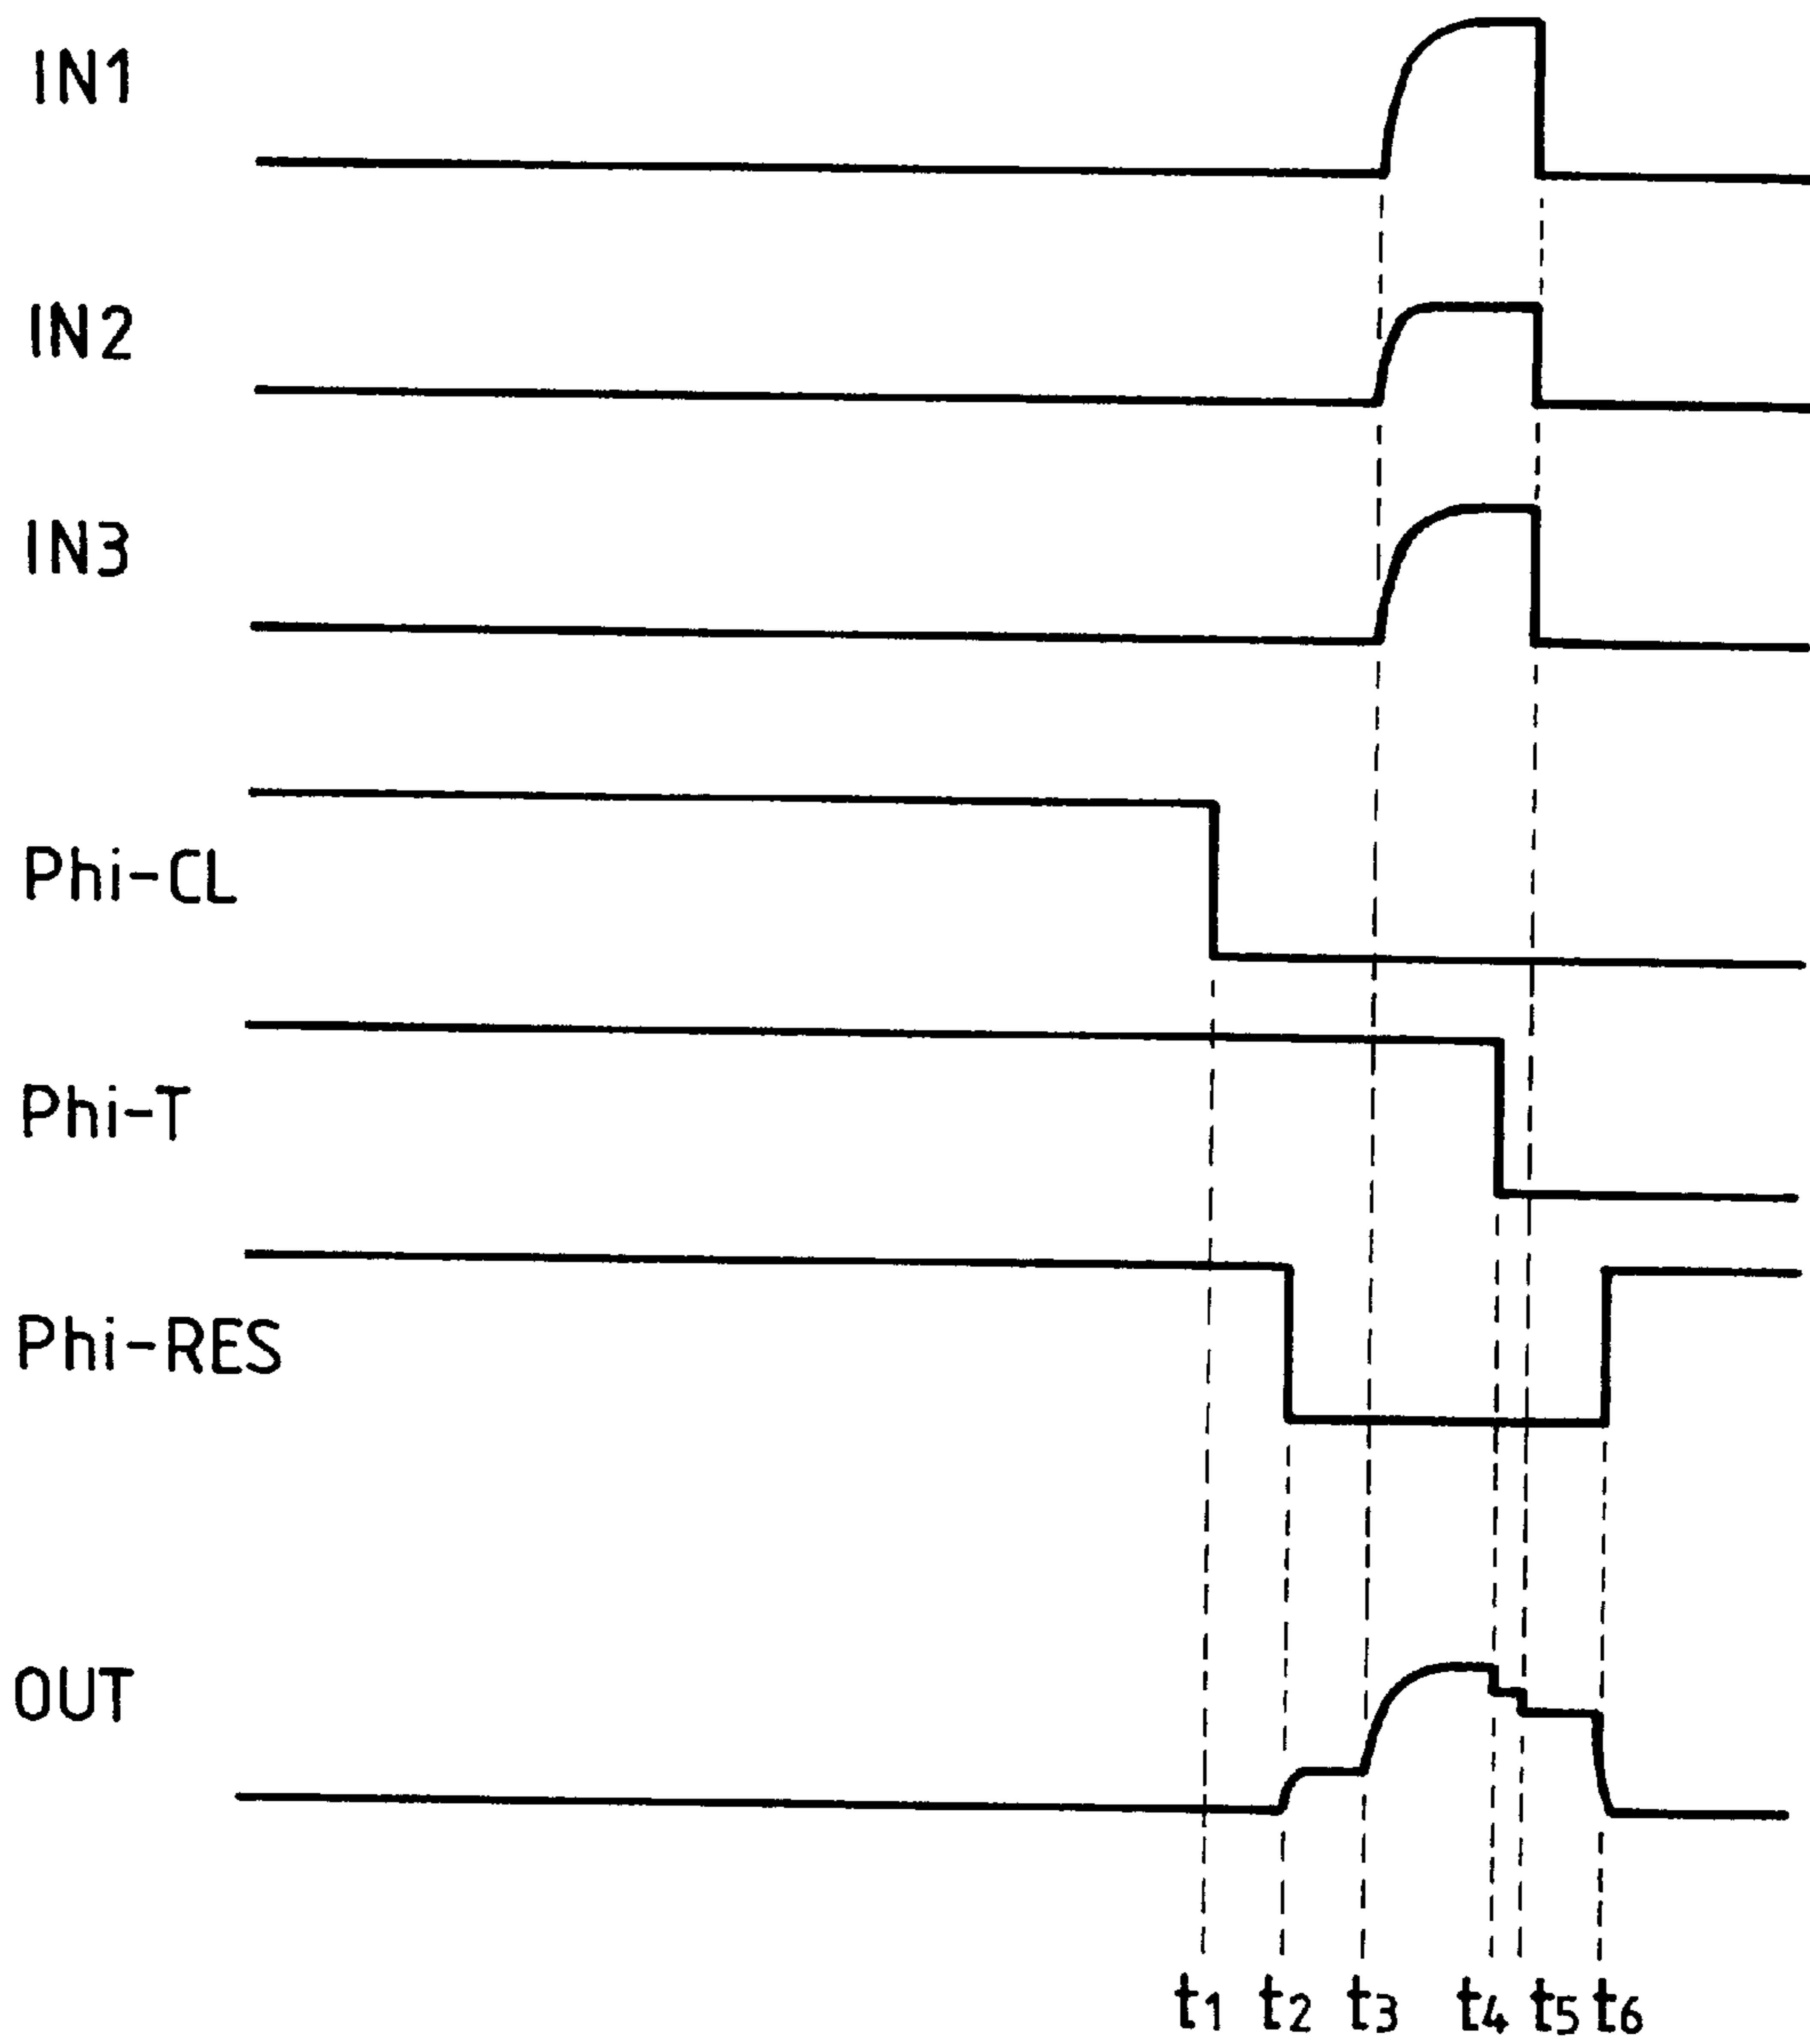 IN1
IN2
IN3
Phi-CL
Phi-T
Phi-RES
OUT
t1 t2 t3 t4 t5 t6